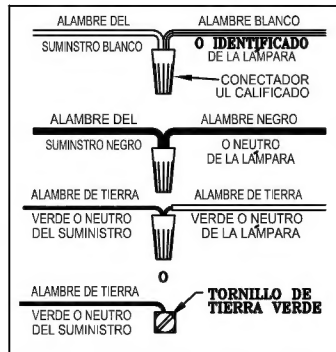 ALAMBRE DEL
SUMINSTRO BLANCO
ALAMBRE BLANCO
O IDENTIFICADO
DE LA LAMPARA
CONECTADOR
UL CALIFICADO
ALAMBRE DEL
SUMINSTRO NEGRO
ALAMBRE NEGRO
O NEUTRO
DE LA LAMPARA
ALAMBRE DE TIERRA
VERDE O NEUTRO
DEL SUMINISTRO
ALAMBRE DE TIERRA
VERDE O NEUTRO
DE LA LAMPARA
O
ALAMBRE DE TIERRA
VERDE O NEUTRO
DEL SUMINISTRO
TORNILLO DE
TIERRA VERDE